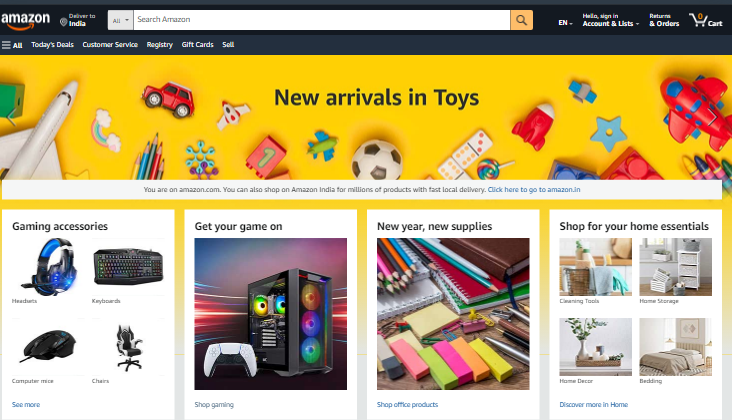 amazon
Deliver to
India
All
Search Amazon
EN
Hello, sign in
Account & Lists
Returns
& Orders
0
Cart
All
Today's Deals
Customer Service
Registry
Gift Cards
Sell
New arrivals in Toys
1
You are on amazon.com. You can also shop on Amazon India for millions of products with fast local delivery. Click here to go to amazon.in
Gaming accessories
Headsets
Keyboards
Computer mice
Chairs
See more
Get your game on
Shop gaming
New year, new supplies
Shop office products
Shop for your home essentials
Cleaning Tools
Home Storage
Home Decor
Bedding
Discover more in Home